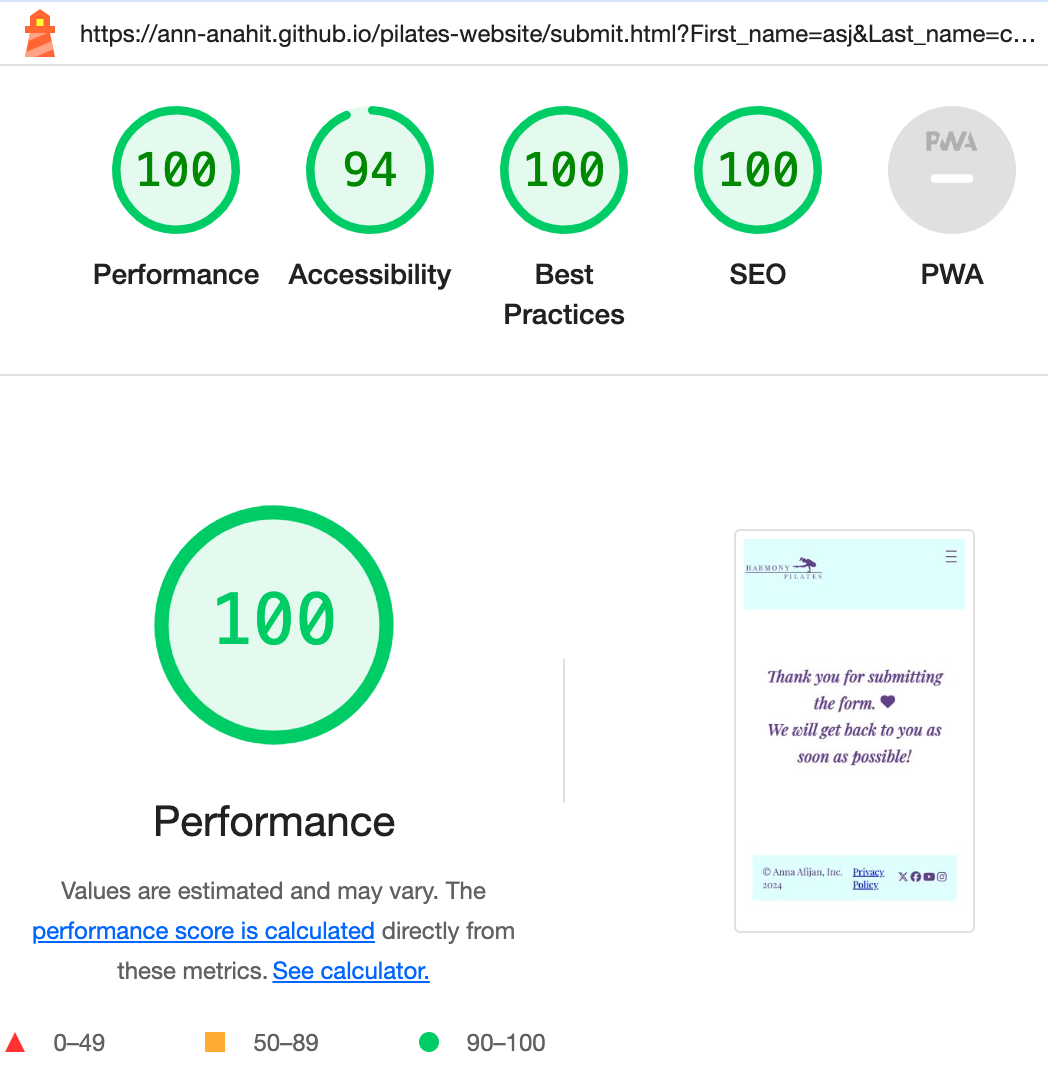 https://ann-anahit.github.io/pilates-website/submit.html?First_name=asj&Last_name=c…
100
94
100
100
PWA
Performance
Accessibility
Best
Practices
SEO
PWA
100
Performance
Values are estimated and may vary. The
performance score is calculated directly from
these metrics. See calculator.
0–49
50–89
90–100
HARMONY
PILATES
Thank you for submitting
the form.
We will get back to you as
soon as possible!
© Anna Afijan, Inc.
2024
Privacy
Policy